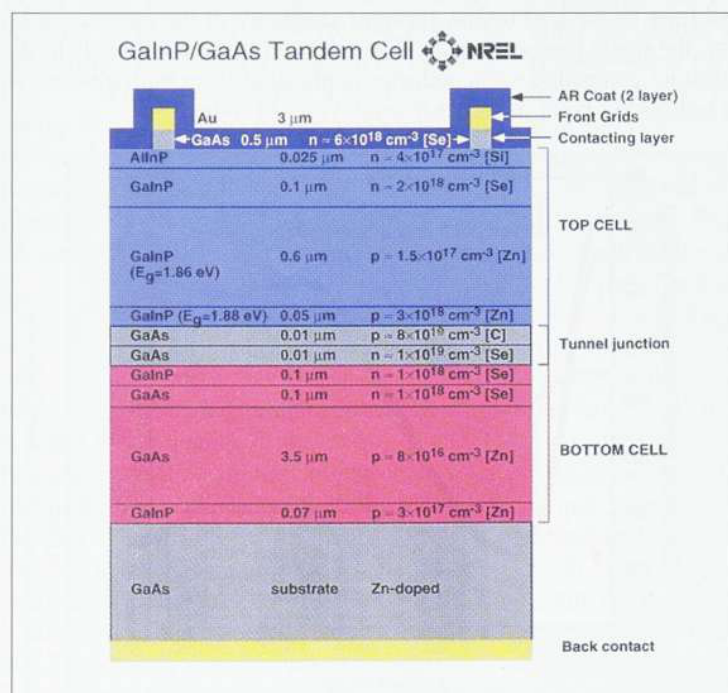 GaInP/GaAs Tandem Cell NREL
AR Coat (2 layer)
Au 3 μm Front Grids
GaAs 0.5 μm n = 6×10¹⁸ cm⁻³ [Se] Contacting layer
AlInP 0.025 μm n = 4×10¹⁷ cm⁻³ [Si]
GaInP 0.1 μm n = 2×10¹⁸ cm⁻³ [Se]
TOP CELL
GaInP 0.6 μm p = 1.5×10¹⁷ cm⁻³ [Zn]
(Eg=1.86 eV)
GaInP (Eg=1.88 eV) 0.05 μm p = 3×10¹⁸ cm⁻³ [Zn]
GaAs 0.01 μm p = 8×10¹⁹ cm⁻³ [C]
Tunnel junction
GaAs 0.01 μm n = 1×10¹⁹ cm⁻³ [Se]
GaInP 0.1 μm n = 1×10¹⁸ cm⁻³ [Se]
GaAs 0.1 μm n = 1×10¹⁸ cm⁻³ [Se]
GaAs 3.5 μm p = 8×10¹⁶ cm⁻³ [Zn] BOTTOM CELL
GaInP 0.07 μm p = 3×10¹⁷ cm⁻³ [Zn]
GaAs substrate Zn-doped
Back contact